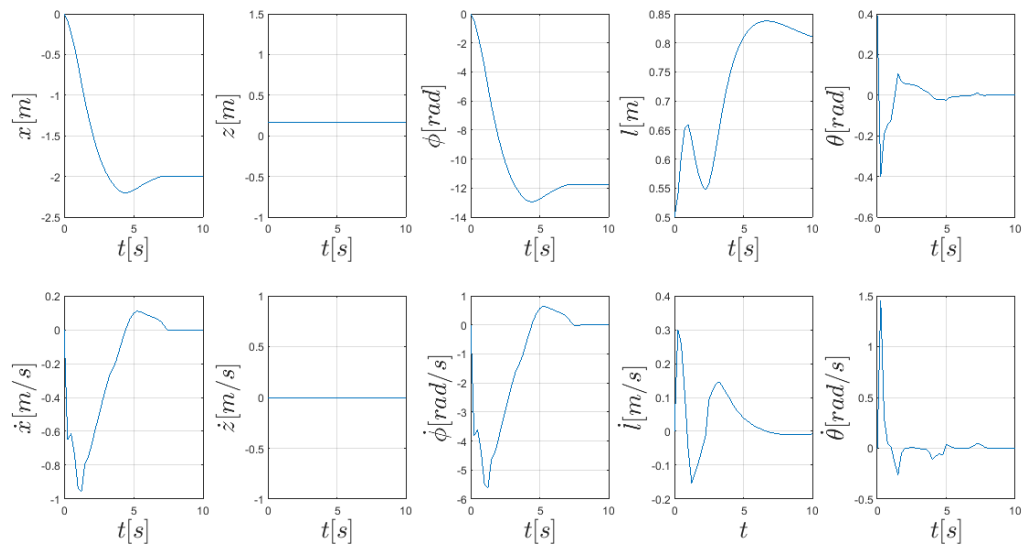 0
-0.5
-1
-1.5
-2
-2.5
0 5 10
x[m]
t[s]
1.5
1
0.5
0
-0.5
-1
0 5 10
z[m]
t[s]
0
-2
-4
-6
-8
-10
-12
-14
0 5 10
ϕ[rad]
t[s]
0.85
0.8
0.75
0.7
0.65
0.6
0.55
0.5
0 5 10
l[m]
t[s]
0.4
0.2
0
-0.2
-0.4
-0.6
0 5 10
θ[rad]
t[s]
0.2
0
-0.2
-0.4
-0.6
-0.8
-1
0 5 10
ẋ[m/s]
t[s]
1
0.5
0
-0.5
-1
0 5 10
ż[m/s]
t[s]
1
0
-1
-2
-3
-4
-5
-6
0 5 10
ϕ̇[rad/s]
t[s]
0.4
0.3
0.2
0.1
0
-0.1
-0.2
0 5 10
l̇[m/s]
t
1.5
1
0.5
0
-0.5
0 5 10
θ̇[rad/s]
t[s]